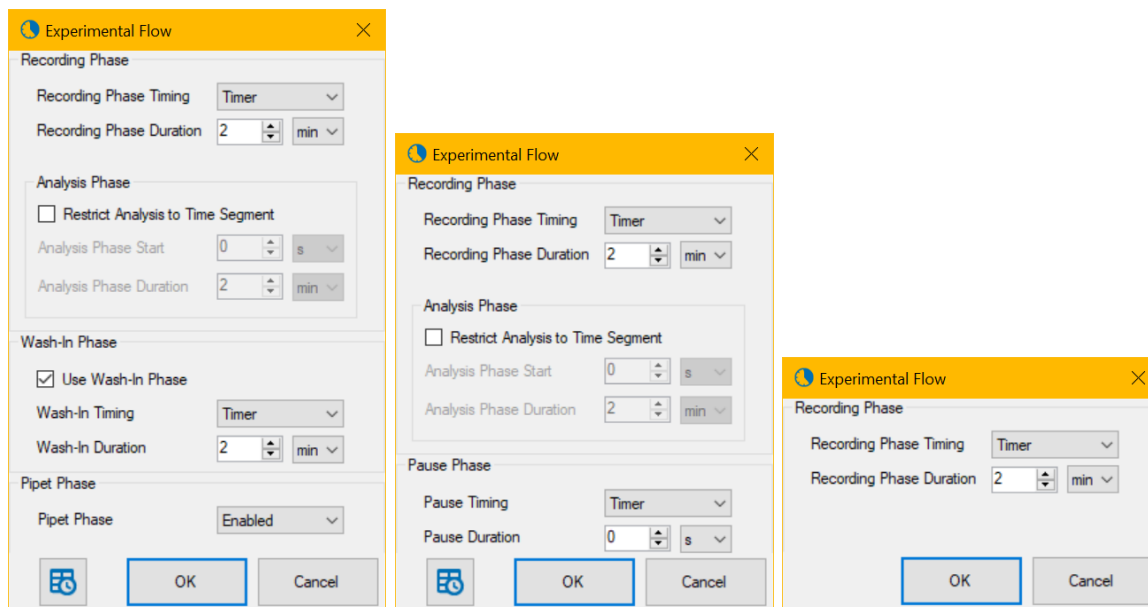 Experimental Flow
Recording Phase
Recording Phase Timing Timer
Recording Phase Duration 2 min
Analysis Phase
Restrict Analysis to Time Segment
Analysis Phase Start 0 s
Analysis Phase Duration 2 min
Wash-In Phase
Use Wash-In Phase
Wash-In Timing Timer
Wash-In Duration 2 min
Pipet Phase
Pipet Phase Enabled
OK Cancel
Experimental Flow
Recording Phase
Recording Phase Timing Timer
Recording Phase Duration 2 min
Analysis Phase
Restrict Analysis to Time Segment
Analysis Phase Start 0 s
Analysis Phase Duration 2 min
Pause Phase
Pause Timing Timer
Pause Duration 0 s
OK Cancel
Experimental Flow
Recording Phase
Recording Phase Timing Timer
Recording Phase Duration 2 min
OK Cancel